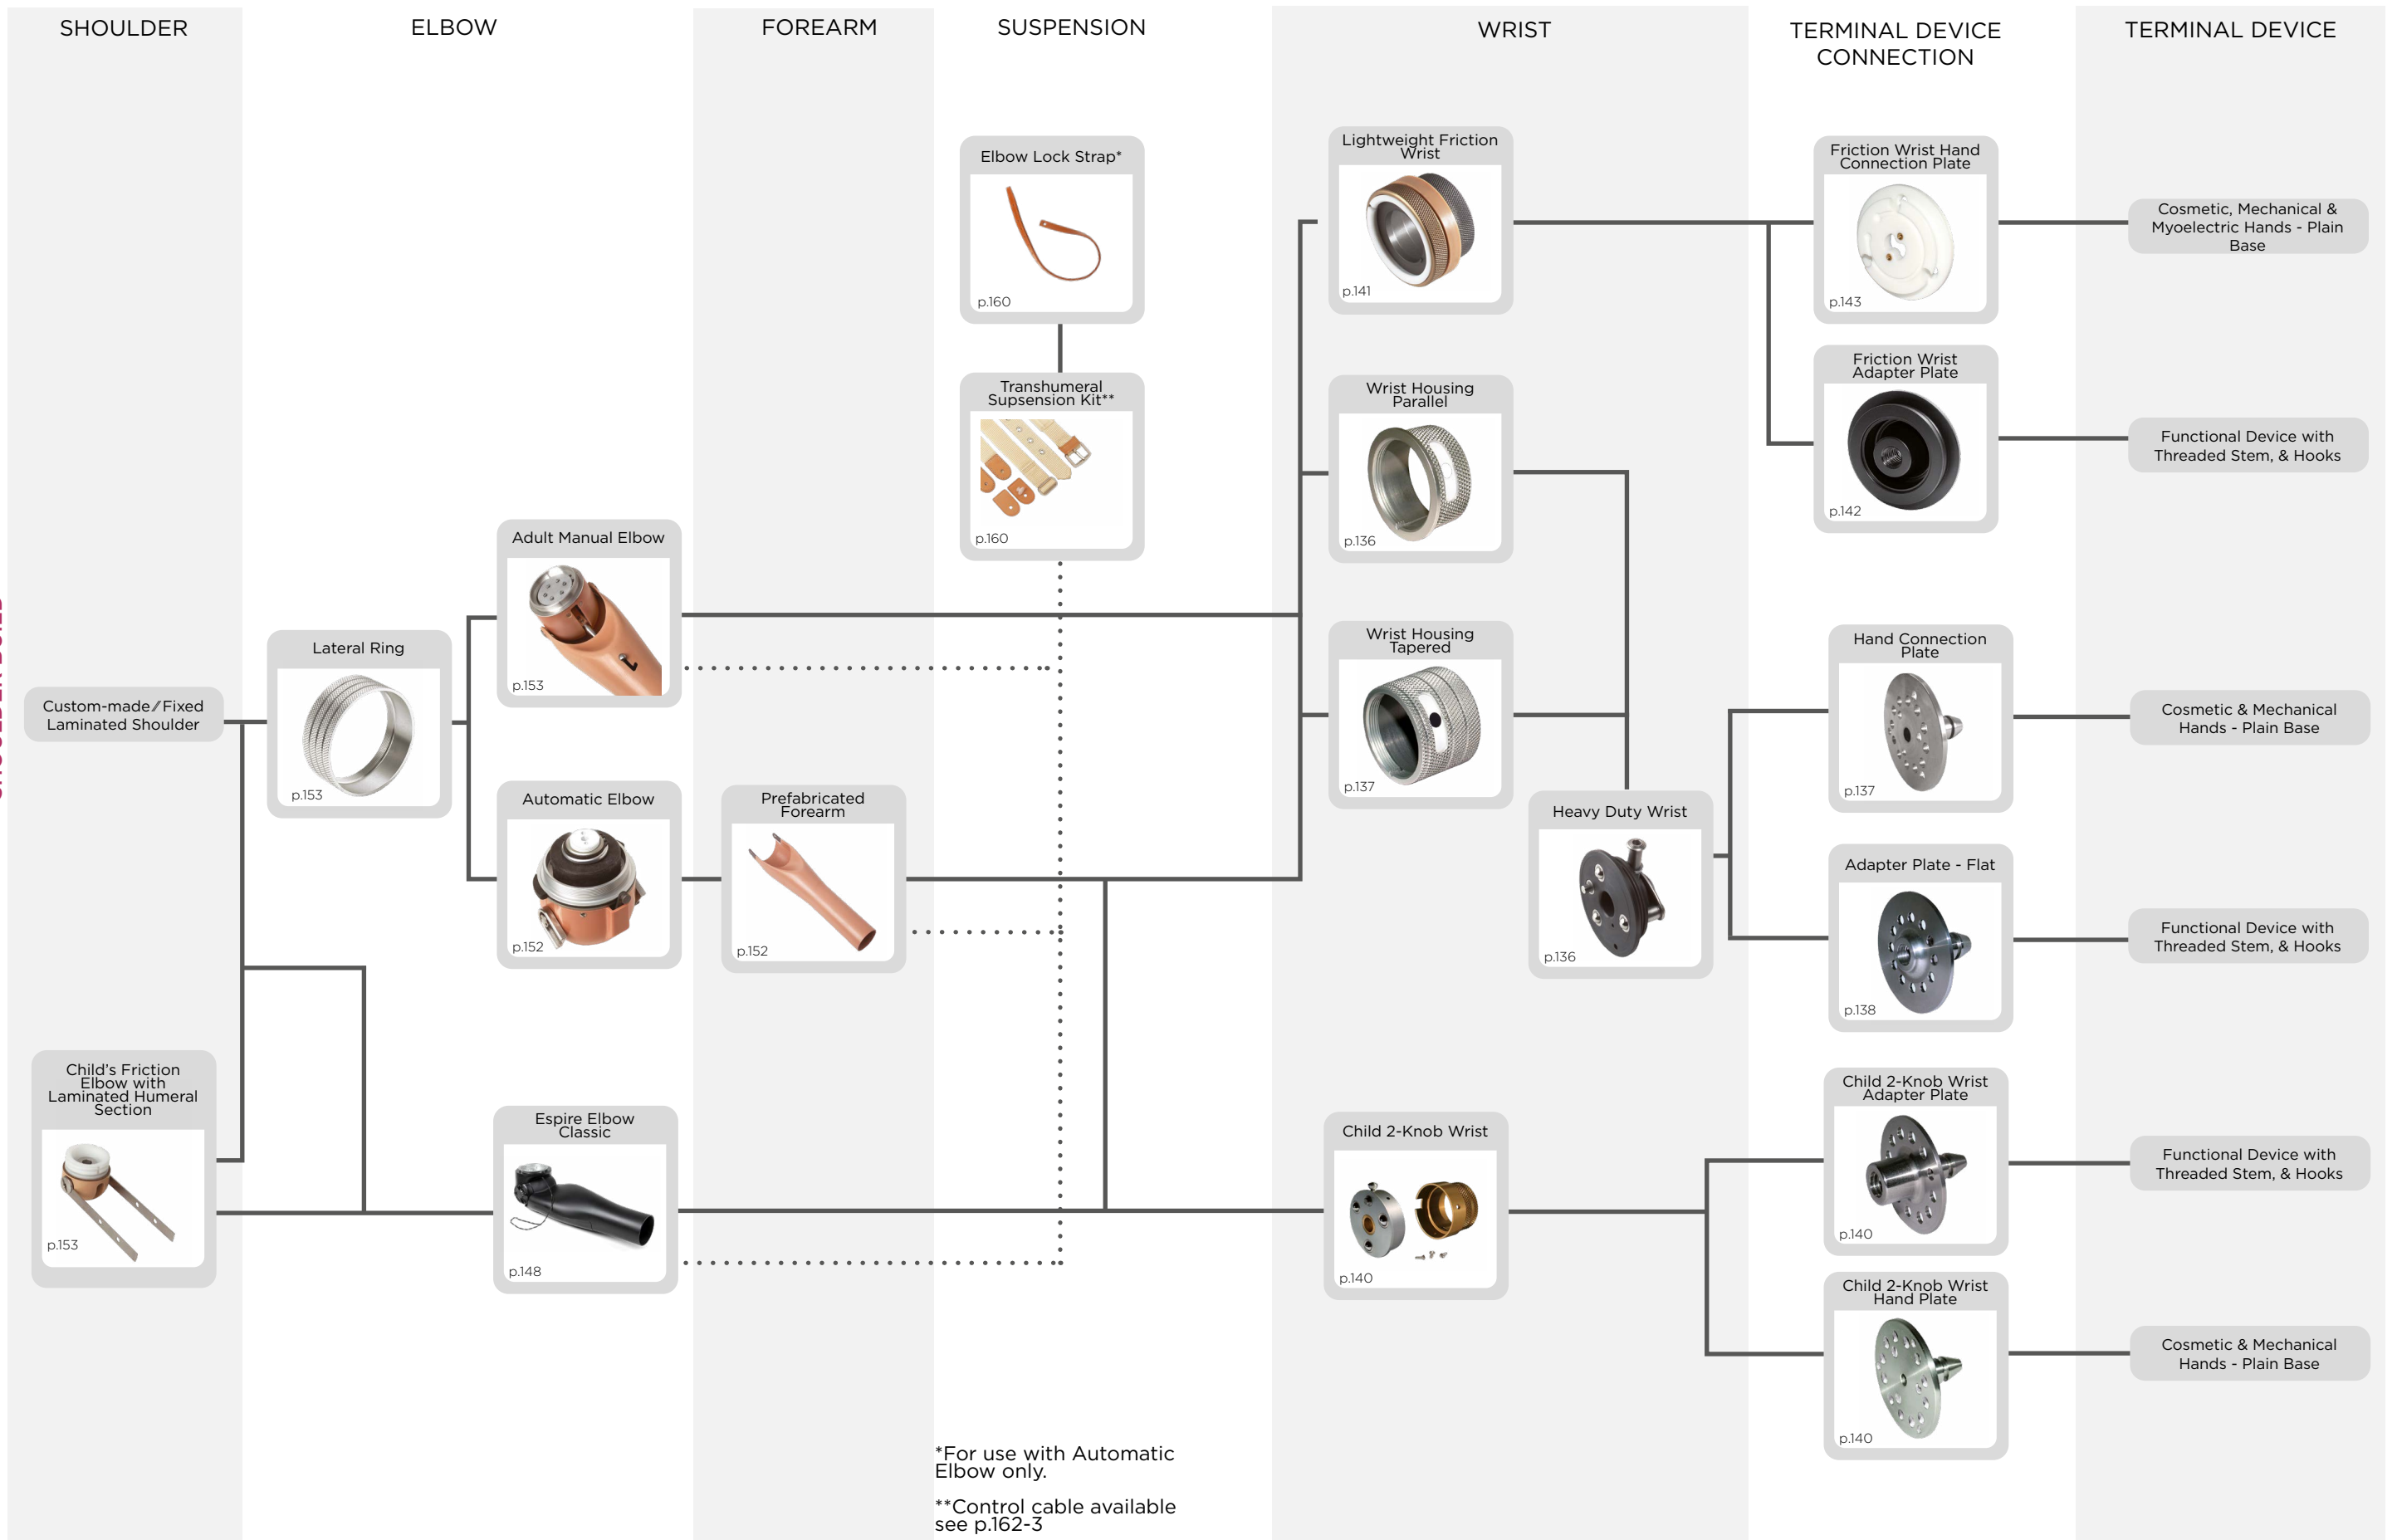 SHOULDER
ELBOW
FOREARM
SUSPENSION
WRIST
TERMINAL DEVICE
CONNECTION
TERMINAL DEVICE
Custom-made/Fixed
Laminated Shoulder
Child's Friction
Elbow with
Laminated Humeral
Section
p.153
Lateral Ring
p.153
Adult Manual Elbow
p.153
Automatic Elbow
p.152
Espire Elbow
Classic
p.148
Prefabricated
Forearm
p.152
Elbow Lock Strap*
p.160
Transhumeral
Supsension Kit**
p.160
*For use with Automatic
Elbow only.
**Control cable available
see p.162-3
Lightweight Friction
Wrist
p.141
Wrist Housing
Parallel
p.136
Wrist Housing
Tapered
p.137
Heavy Duty Wrist
p.136
Child 2-Knob Wrist
p.140
Friction Wrist Hand
Connection Plate
p.143
Friction Wrist
Adapter Plate
p.142
Hand Connection
Plate
p.137
Adapter Plate - Flat
p.138
Child 2-Knob Wrist
Adapter Plate
p.140
Child 2-Knob Wrist
Hand Plate
p.140
Cosmetic, Mechanical &
Myoelectric Hands - Plain
Base
Functional Device with
Threaded Stem, & Hooks
Cosmetic & Mechanical
Hands - Plain Base
Functional Device with
Threaded Stem, & Hooks
Functional Device with
Threaded Stem, & Hooks
Cosmetic & Mechanical
Hands - Plain Base